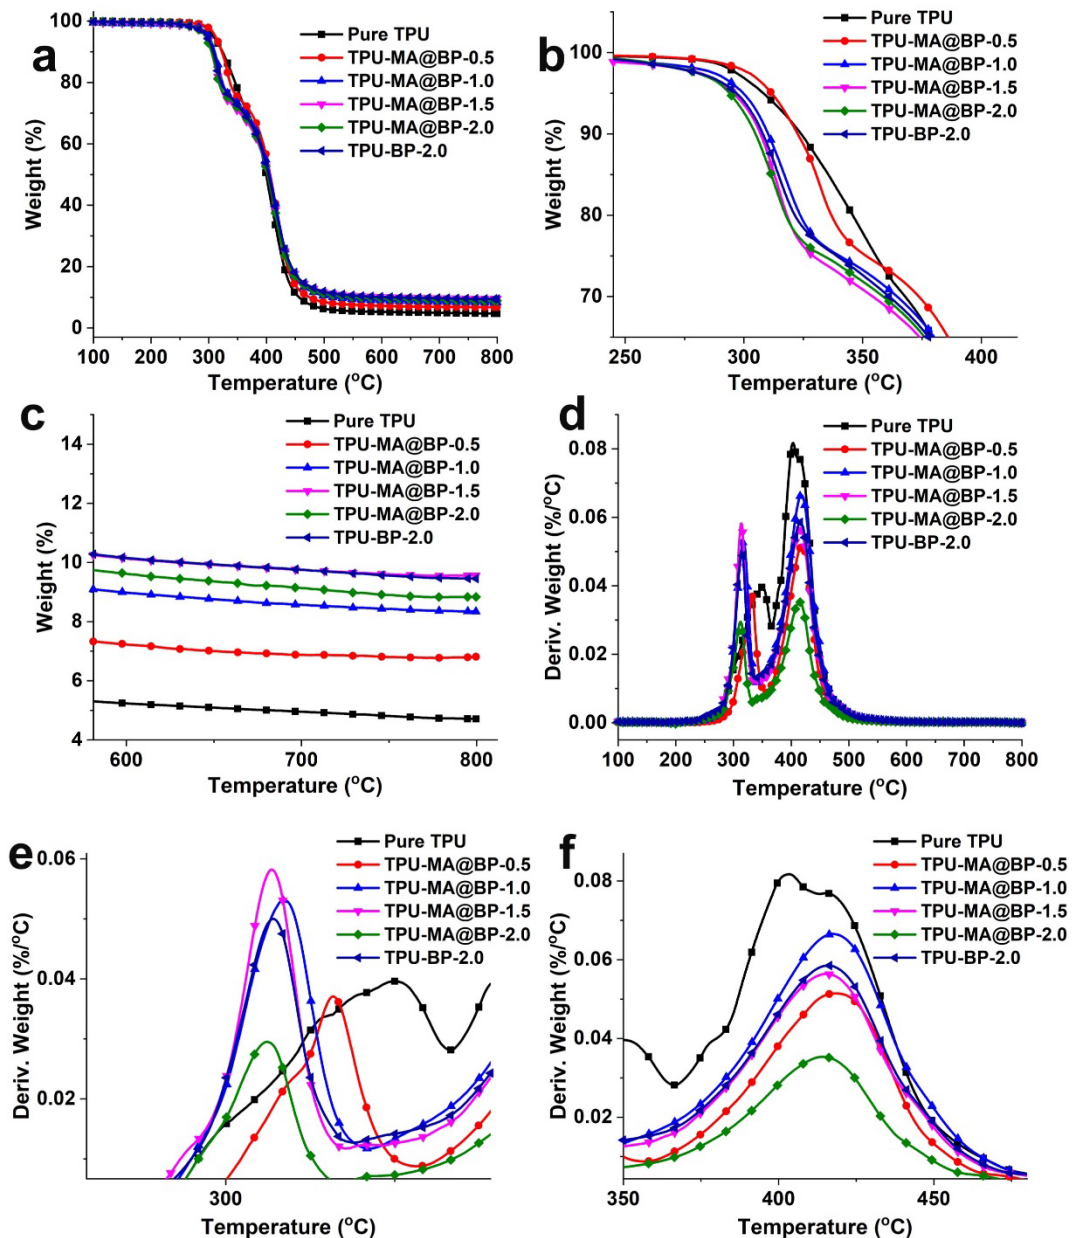 a
100
80
60
40
20
0
Weight (%)
Pure TPU
TPU-MA@BP-0.5
TPU-MA@BP-1.0
TPU-MA@BP-1.5
TPU-MA@BP-2.0
TPU-BP-2.0
100 200 300 400 500 600 700 800
Temperature (°C)
b
100
90
80
70
Weight (%)
Pure TPU
TPU-MA@BP-0.5
TPU-MA@BP-1.0
TPU-MA@BP-1.5
TPU-MA@BP-2.0
TPU-BP-2.0
250 300 350 400
Temperature (°C)
c
14
12
10
8
6
4
Weight (%)
Pure TPU
TPU-MA@BP-0.5
TPU-MA@BP-1.0
TPU-MA@BP-1.5
TPU-MA@BP-2.0
TPU-BP-2.0
600 700 800
Temperature (°C)
d
0.08
0.06
0.04
0.02
0.00
Deriv. Weight (%/°C)
Pure TPU
TPU-MA@BP-0.5
TPU-MA@BP-1.0
TPU-MA@BP-1.5
TPU-MA@BP-2.0
TPU-BP-2.0
100 200 300 400 500 600 700 800
Temperature (°C)
e
0.06
0.04
0.02
Deriv. Weight (%/°C)
Pure TPU
TPU-MA@BP-0.5
TPU-MA@BP-1.0
TPU-MA@BP-1.5
TPU-MA@BP-2.0
TPU-BP-2.0
300
Temperature (°C)
f
0.08
0.06
0.04
0.02
Deriv. Weight (%/°C)
Pure TPU
TPU-MA@BP-0.5
TPU-MA@BP-1.0
TPU-MA@BP-1.5
TPU-MA@BP-2.0
TPU-BP-2.0
350 400 450
Temperature (°C)